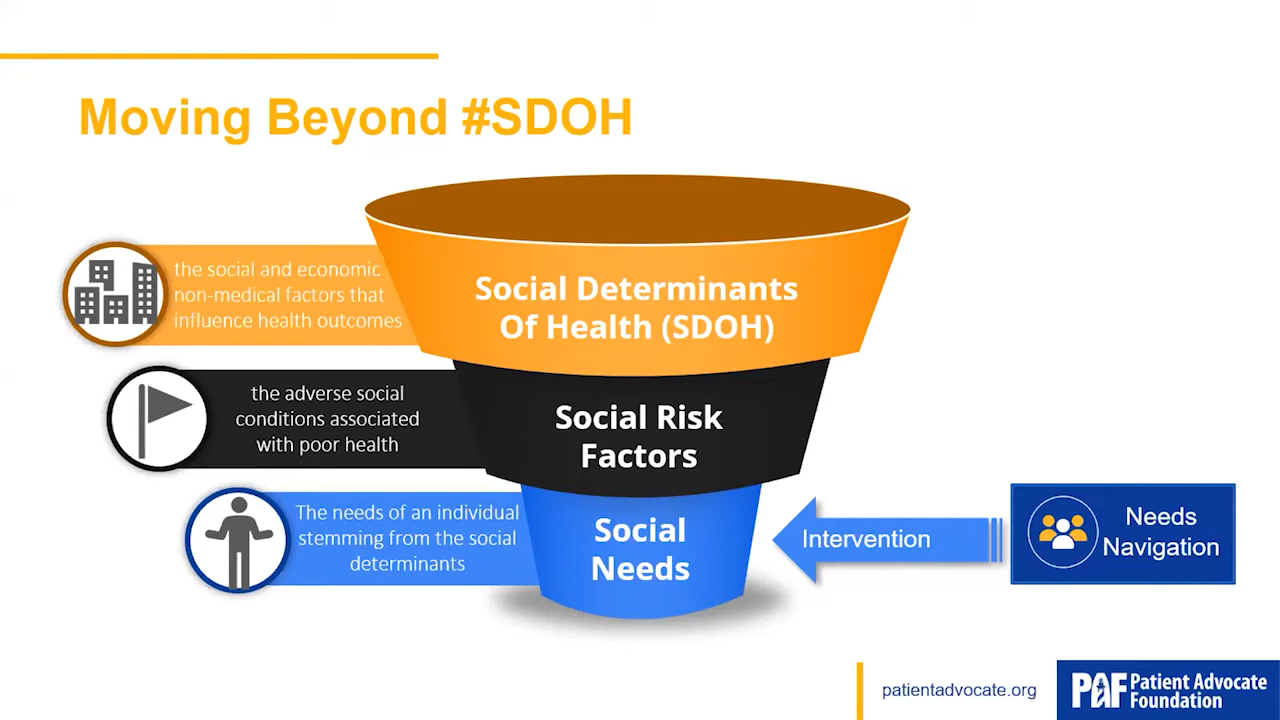 Moving Beyond #SDOH
the social and economic
non-medical factors that
influence health outcomes
Social Determinants
Of Health (SDOH)
the adverse social
conditions associated
with poor health
Social Risk
Factors
The needs of an individual
stemming from the social
determinants
Social
Needs
Intervention
Needs
Navigation
patientadvocate.org
PAF Patient Advocate
Foundation